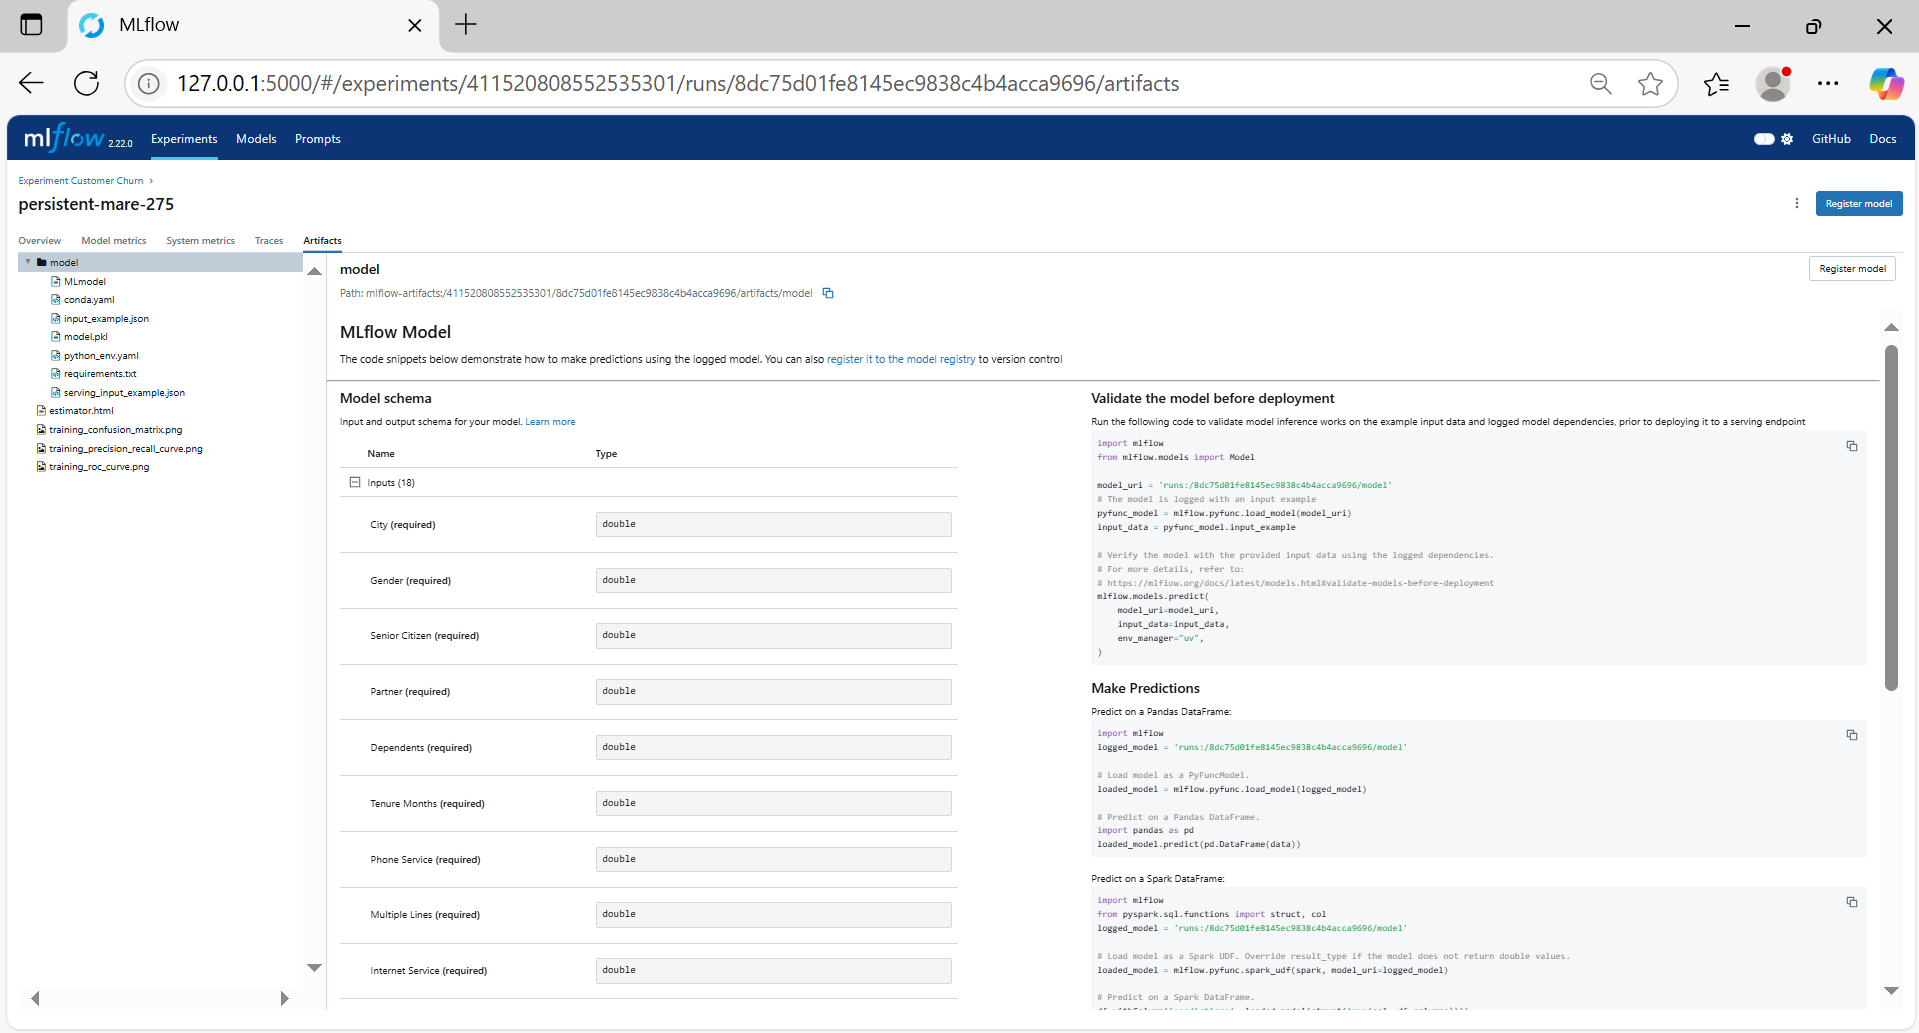 MLflow
127.0.0.1:5000/#/experiments/411520808552535301/runs/8dc75d01fe8145ec9838c4b4acca9696/artifacts
mlflow 2.22.0 Experiments Models Prompts GitHub Docs
Experiment Customer Churn >
persistent-mare-275
Register model
Overview Model metrics System metrics Traces Artifacts
model
MLmodel
conda.yaml
input_example.json
model.pkl
python_env.yaml
requirements.txt
serving_input_example.json
estimator.html
training_confusion_matrix.png
training_precision_recall_curve.png
training_roc_curve.png
model
Register model
Path: mlflow-artifacts:/411520808552535301/8dc75d01fe8145ec9838c4b4acca9696/artifacts/model
MLflow Model
The code snippets below demonstrate how to make predictions using the logged model. You can also register it to the model registry to version control
Model schema
Input and output schema for your model. Learn more
Name Type
Inputs (18)
City (required) double
Gender (required) double
Senior Citizen (required) double
Partner (required) double
Dependents (required) double
Tenure Months (required) double
Phone Service (required) double
Multiple Lines (required) double
Internet Service (required) double
Validate the model before deployment
Run the following code to validate model inference works on the example input data and logged model dependencies, prior to deploying it to a serving endpoint
import mlflow
from mlflow.models import Model
model_uri = 'runs:/8dc75d01fe8145ec9838c4b4acca9696/model'
# The model is logged with an input example
pyfunc_model = mlflow.pyfunc.load_model(model_uri)
input_data = pyfunc_model.input_example
# Verify the model with the provided input data using the logged dependencies.
# For more details, refer to:
# https://mlflow.org/docs/latest/models.html#validate-models-before-deployment
mlflow.models.predict(
model_uri=model_uri,
input_data=input_data,
env_manager="uv",
)
Make Predictions
Predict on a Pandas DataFrame:
import mlflow
logged_model = 'runs:/8dc75d01fe8145ec9838c4b4acca9696/model'
# Load model as a PyFuncModel.
loaded_model = mlflow.pyfunc.load_model(logged_model)
# Predict on a Pandas DataFrame.
import pandas as pd
loaded_model.predict(pd.DataFrame(data))
Predict on a Spark DataFrame:
import mlflow
from pyspark.sql.functions import struct, col
logged_model = 'runs:/8dc75d01fe8145ec9838c4b4acca9696/model'
# Load model as a Spark UDF. Override result_type if the model does not return double values.
loaded_model = mlflow.pyfunc.spark_udf(spark, model_uri=logged_model)
# Predict on a Spark DataFrame.